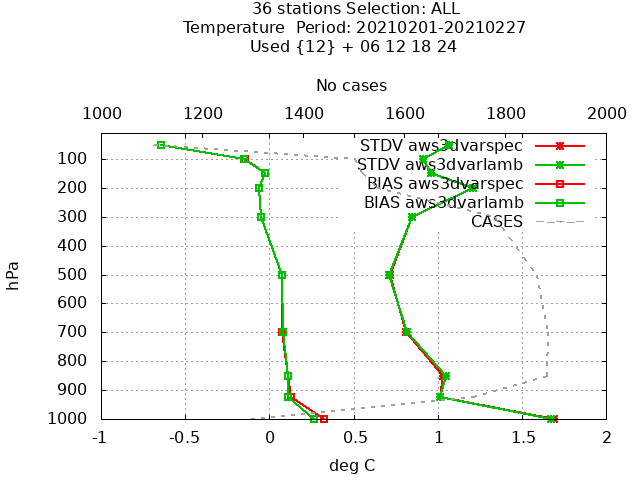 36 stations Selection: ALL
Temperature  Period: 20210201-20210227
Used {12} + 06 12 18 24
No cases
1000 1200 1400 1600 1800 2000
STDV aws3dvarspec
STDV aws3dvarlamb
BIAS aws3dvarspec
BIAS aws3dvarlamb
CASES
hPa
100
200
300
400
500
600
700
800
900
1000
-1 -0.5 0 0.5 1 1.5 2
deg C